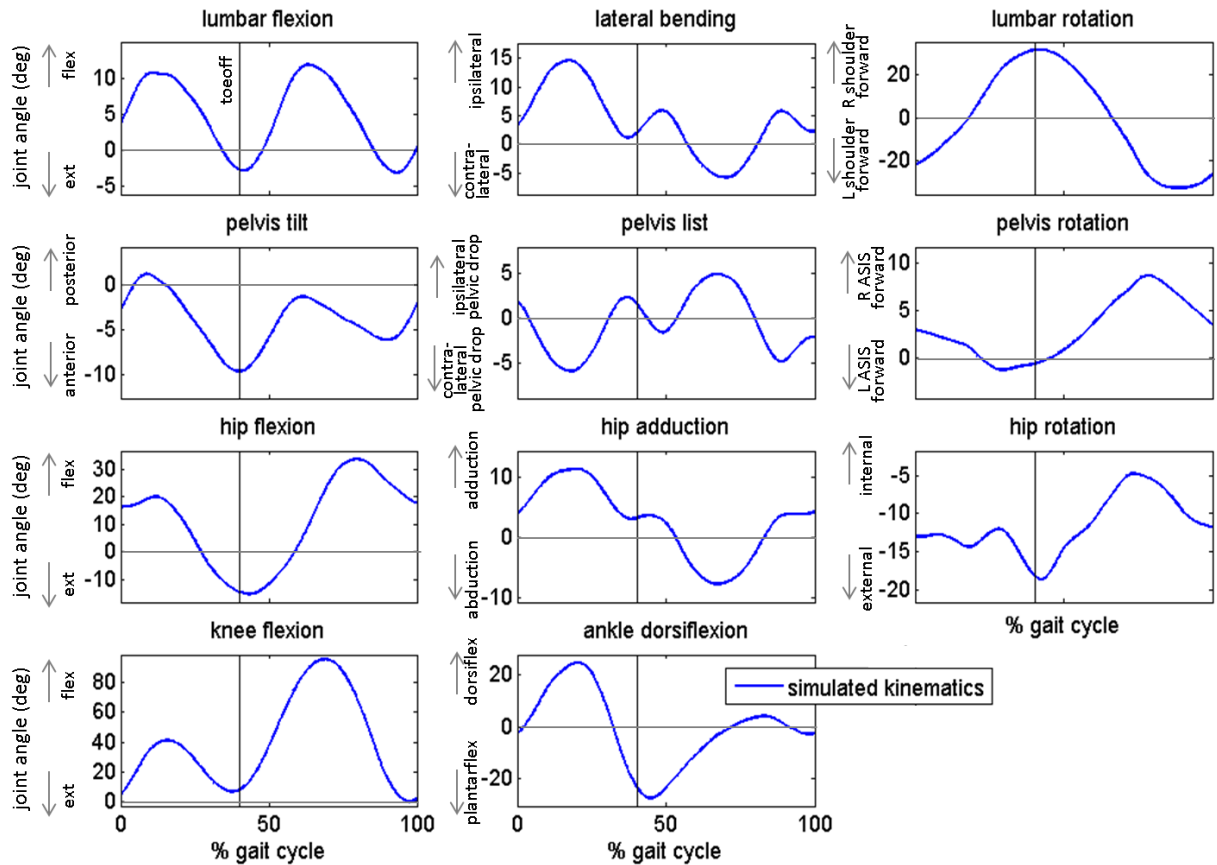 lumbar flexion
joint angle (deg)
flex
ext
10
5
0
-5
toeoff
lateral bending
ipsilateral
contra-
lateral
15
10
5
0
-5
lumbar rotation
R shoulder
forward
L shoulder
forward
20
0
-20
pelvis tilt
joint angle (deg)
posterior
anterior
0
-5
-10
pelvis list
ipsilateral
pelvic drop
contra-
lateral
pelvic drop
5
0
-5
pelvis rotation
R ASIS
forward
L ASIS
forward
10
5
0
hip flexion
joint angle (deg)
flex
ext
30
20
10
0
-10
hip adduction
adduction
abduction
10
0
-10
hip rotation
internal
external
-5
-10
-15
-20
% gait cycle
knee flexion
joint angle (deg)
flex
ext
80
60
40
20
0
0 50 100
% gait cycle
ankle dorsiflexion
dorsiflex
plantarflex
20
0
-20
0 50 100
% gait cycle
simulated kinematics